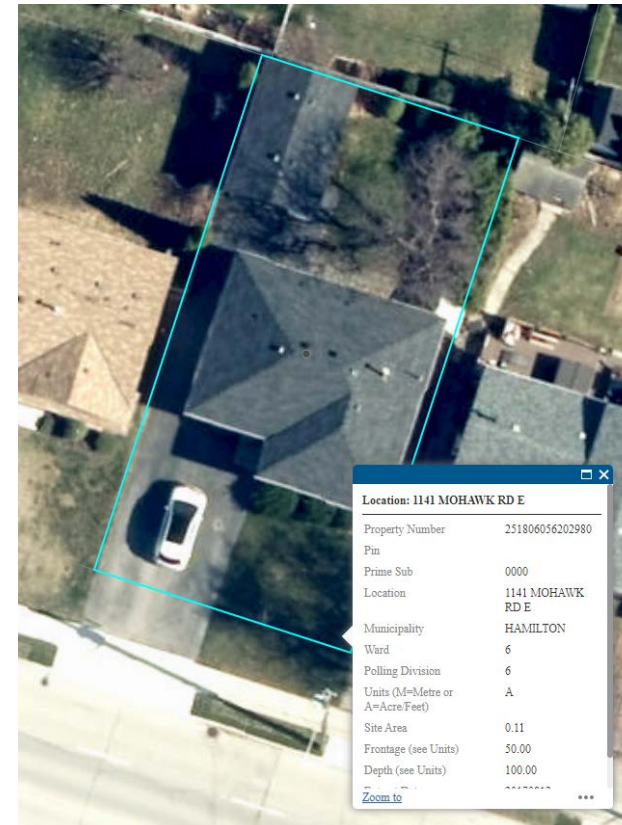 Location: 1141 MOHAWK RD E
Property Number 251806056202980
Pin
Prime Sub 0000
Location 1141 MOHAWK
RD E
Municipality HAMILTON
Ward 6
Polling Division 6
Units (M=Metre or A
A=Acre/Feet)
Site Area 0.11
Frontage (see Units) 50.00
Depth (see Units) 100.00
Zoom to